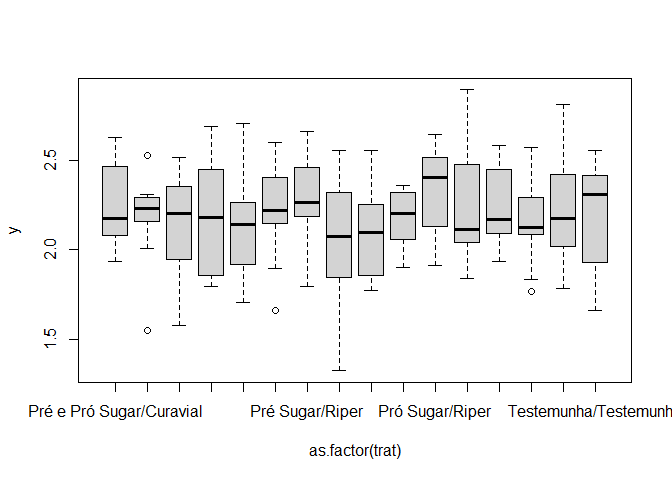 2.5
2.0
y
1.5
Pré e Pró Sugar/Curavial Pré Sugar/Riper Pró Sugar/Riper Testemunha/Testemunh
as.factor(trat)